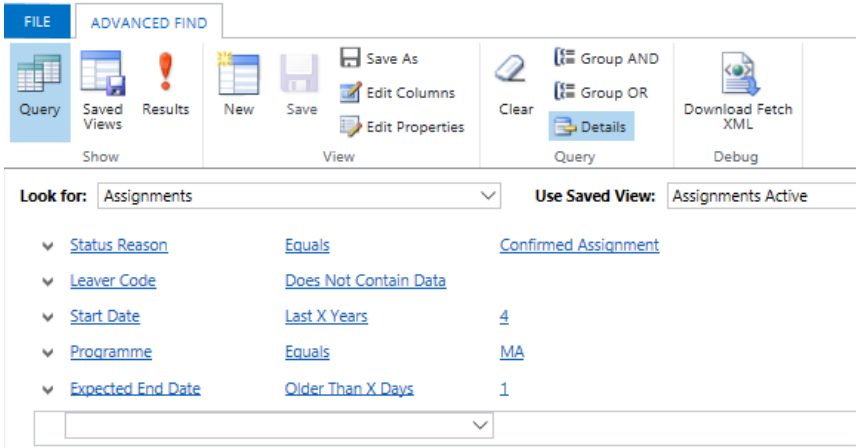 FILE ADVANCED FIND
Query
Saved Views
Results
New
Save
Save As
Edit Columns
Edit Properties
Clear
Group AND
Group OR
Details
Download Fetch XML
Show View Query Debug
Look for: Assignments Use Saved View: Assignments Active
Status Reason Equals Confirmed Assignment
Leaver Code Does Not Contain Data
Start Date Last X Years 4
Programme Equals MA
Expected End Date Older Than X Days 1